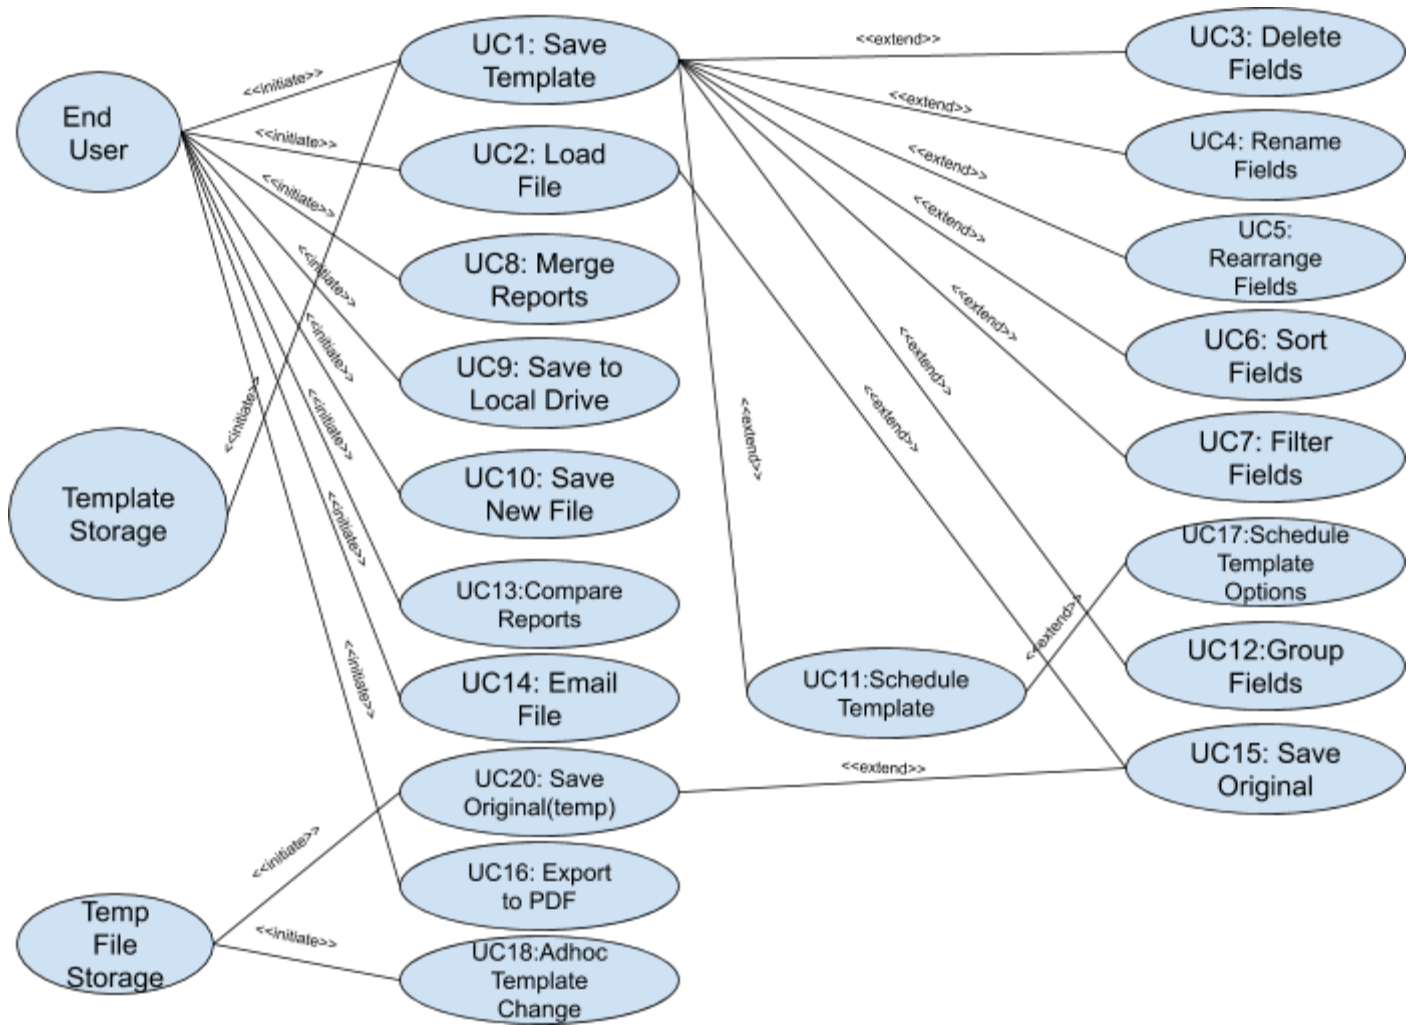 End
User
Template
Storage
Temp
File
Storage
<<initiate>>
<<initiate>>
<<initiate>>
<<initiate>>
<<initiate>>
<<initiate>>
<<initiate>>
<<initiate>>
<<initiate>>
<<initiate>>
<<initiate>>
UC1: Save
Template
UC2: Load
File
UC8: Merge
Reports
UC9: Save to
Local Drive
UC10: Save
New File
UC13:Compare
Reports
UC14: Email
File
UC20: Save
Original(temp)
UC16: Export
to PDF
UC18:Adhoc
Template
Change
<<extend>>
<<extend>>
<<extend>>
<<extend>>
<<extend>>
<<extend>>
<<extend>>
<<extend>>
<<extend>>
<<extend>>
UC11:Schedule
Template
UC3: Delete
Fields
UC4: Rename
Fields
UC5:
Rearrange
Fields
UC6: Sort
Fields
UC7: Filter
Fields
UC17:Schedule
Template
Options
UC12:Group
Fields
UC15: Save
Original